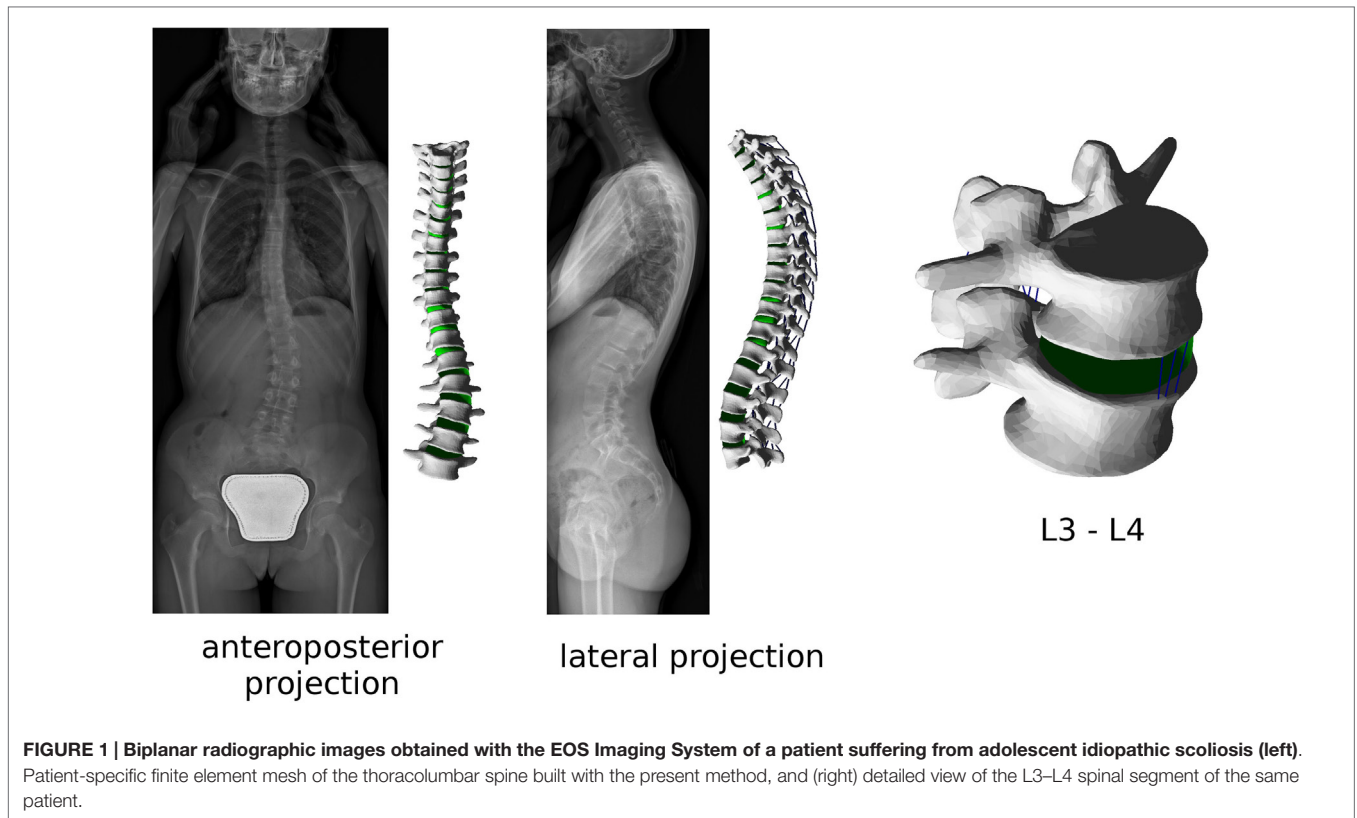 anteroposterior
projection
lateral projection
L3 - L4
FIGURE 1 | Biplanar radiographic images obtained with the EOS Imaging System of a patient suffering from adolescent idiopathic scoliosis (left).
Patient-specific finite element mesh of the thoracolumbar spine built with the present method, and (right) detailed view of the L3–L4 spinal segment of the same
patient.